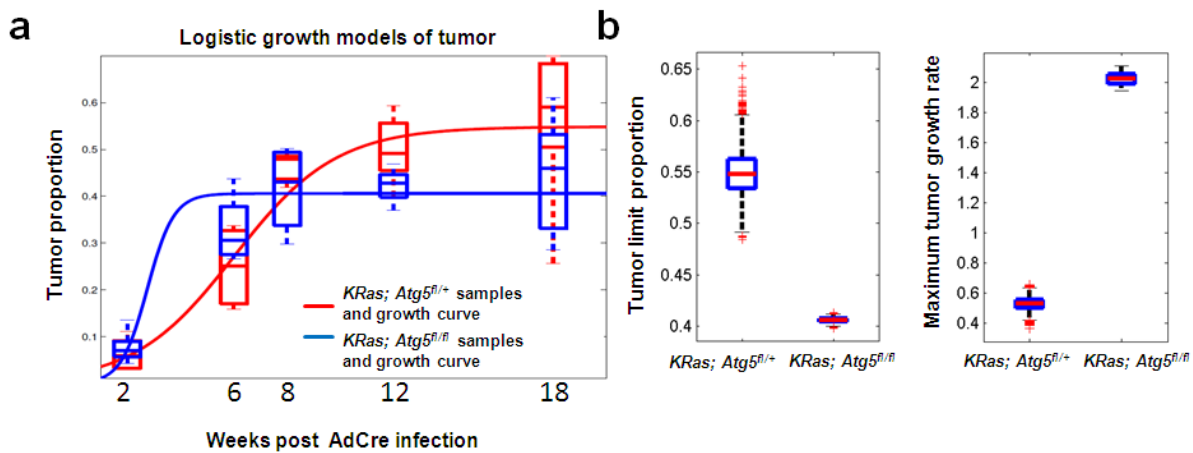 a
Logistic growth models of tumor
Tumor proportion
0.6
0.5
0.4
0.3
0.2
0.1
KRas; Atg5fl/+ samples
and growth curve
KRas; Atg5fl/fl samples
and growth curve
2 6 8 12 18
Weeks post AdCre infection
b
Tumor limit proportion
0.65
0.6
0.55
0.5
0.45
0.4
KRas; Atg5fl/+ KRas; Atg5fl/fl
Maximum tumor growth rate
2
1.8
1.6
1.4
1.2
1
0.8
0.6
0.4
KRas; Atg5fl/+ KRas; Atg5fl/fl